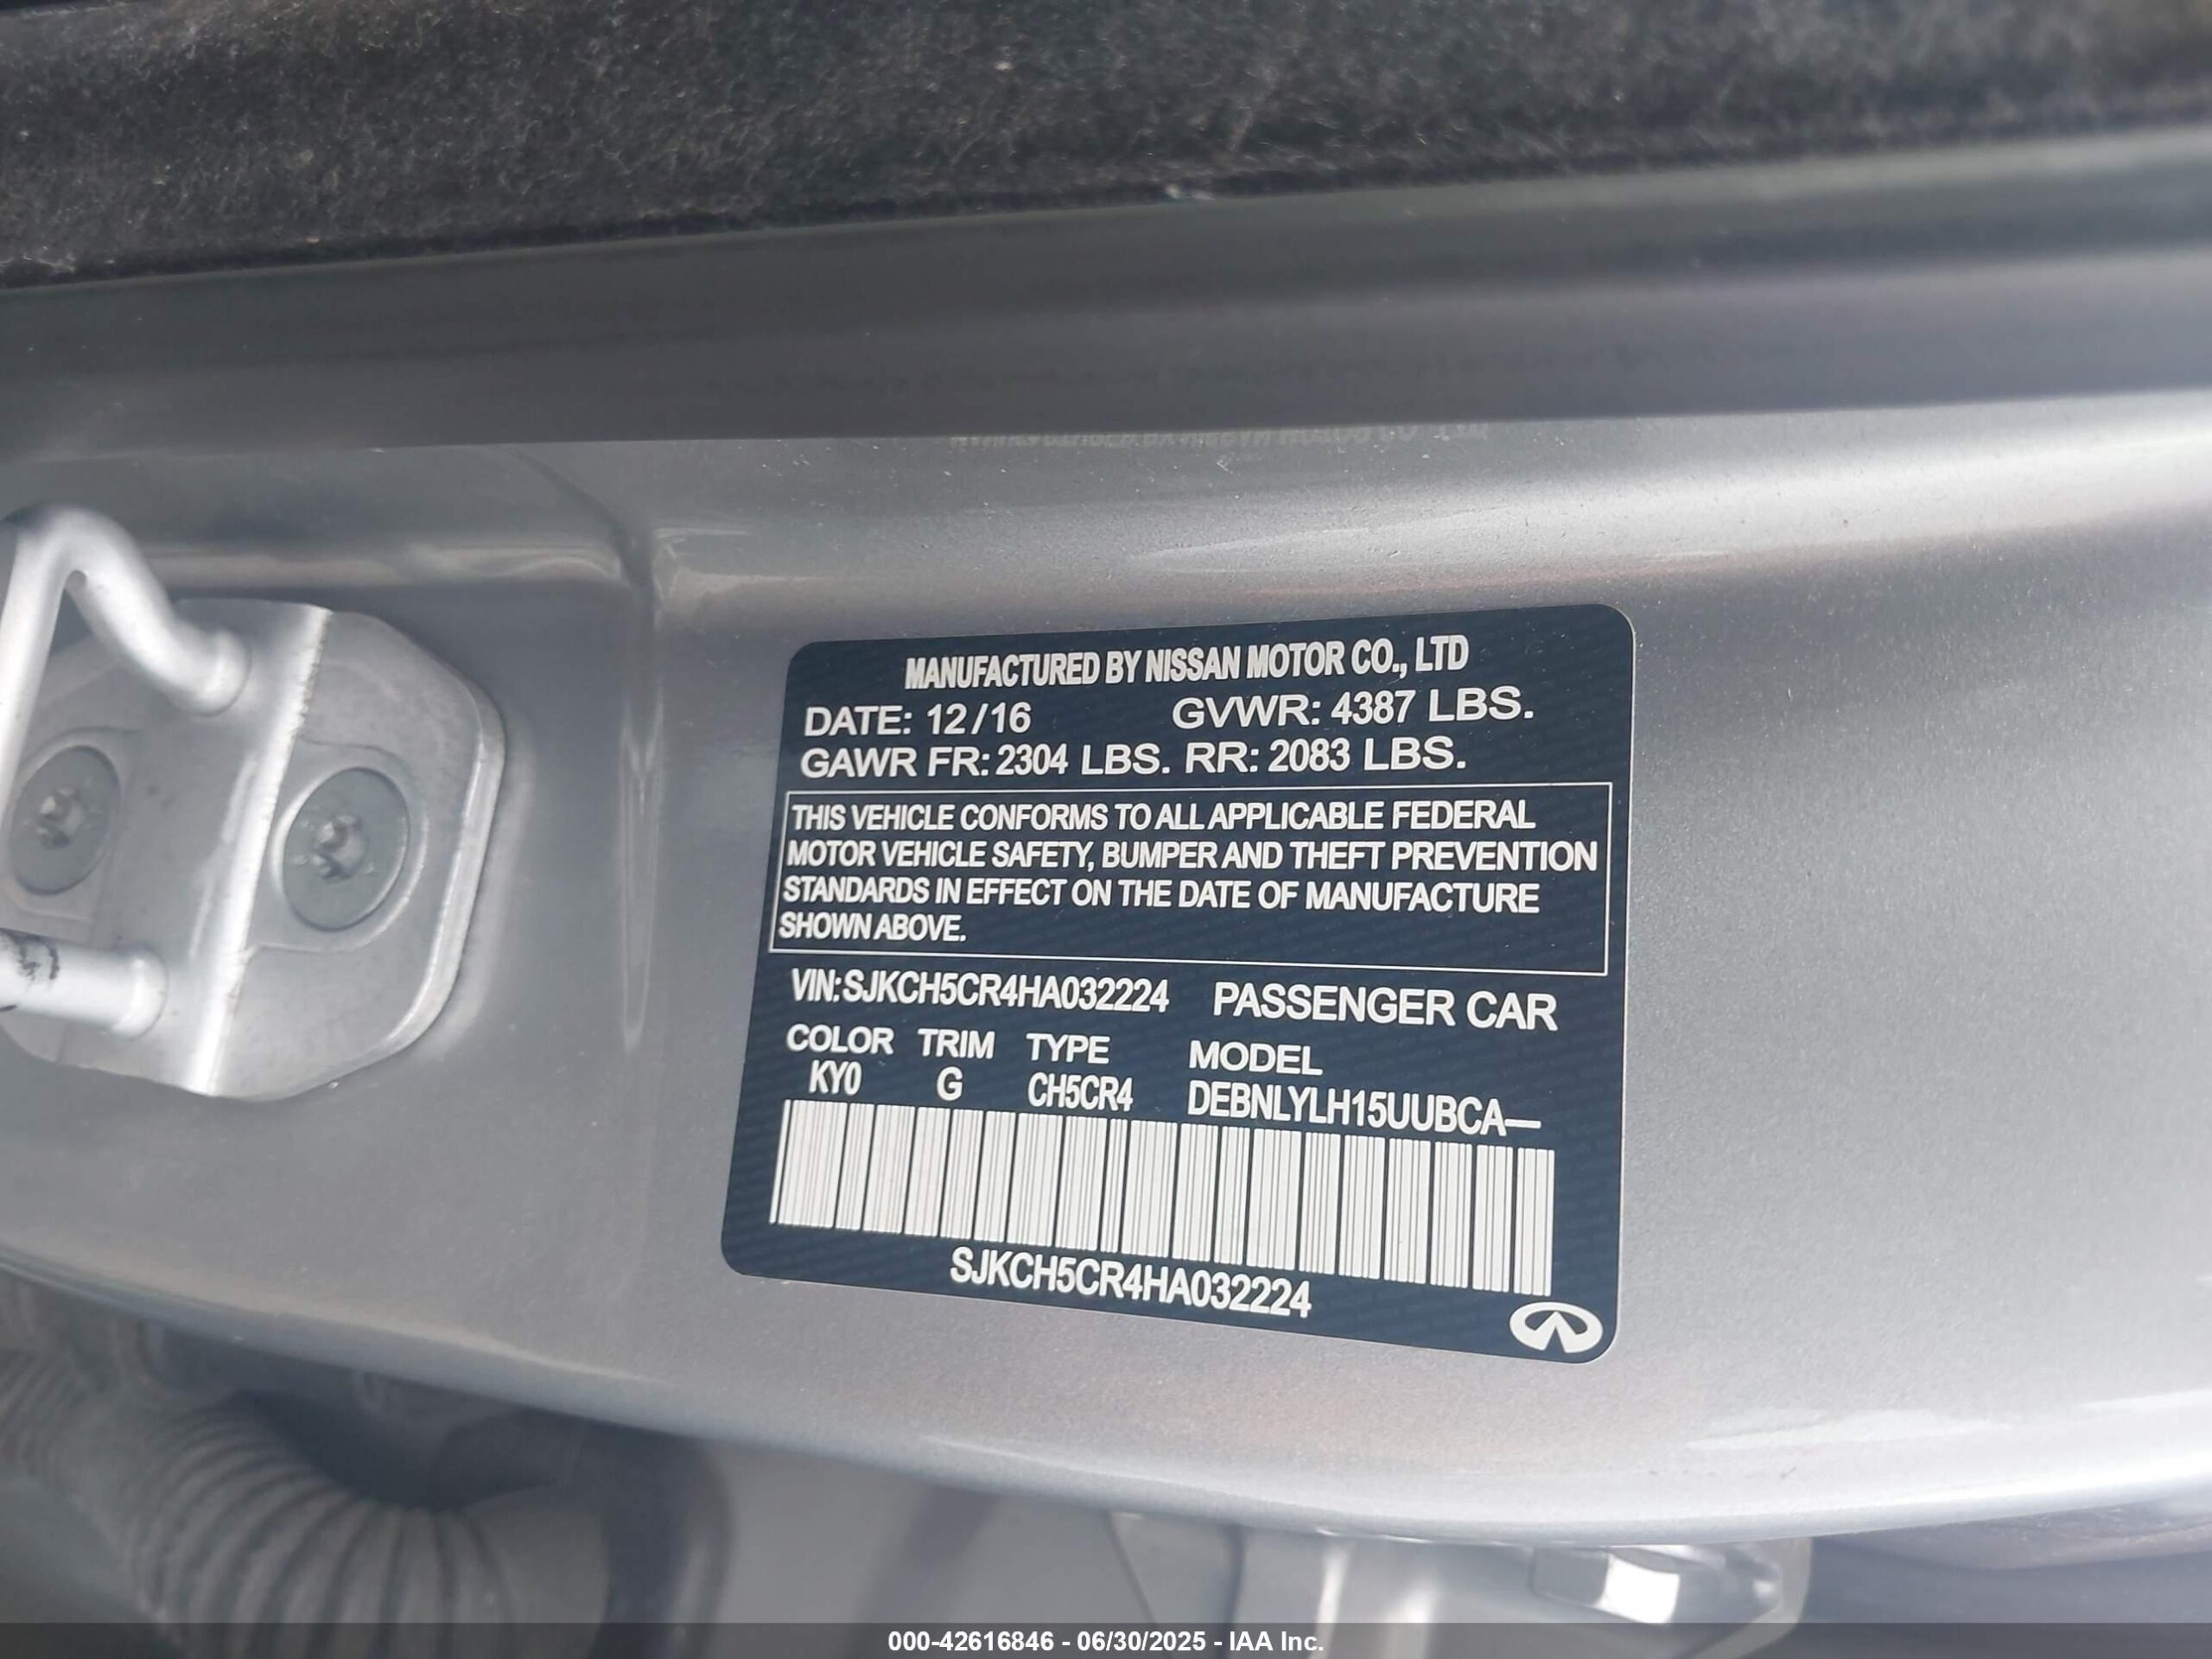 MANUFACTURED BY NISSAN MOTOR CO., LTD
DATE: 12/16 GVWR: 4387 LBS.
GAWR FR: 2304 LBS. RR: 2083 LBS.
THIS VEHICLE CONFORMS TO ALL APPLICABLE FEDERAL
MOTOR VEHICLE SAFETY, BUMPER AND THEFT PREVENTION
STANDARDS IN EFFECT ON THE DATE OF MANUFACTURE
SHOWN ABOVE.
VIN: SJKCH5CR4HA032224 PASSENGER CAR
COLOR TRIM TYPE MODEL
KY0 G CH5CR4 DEBNLYLH15UUBCA—
SJKCH5CR4HA032224
000-42616846 - 06/30/2025 - IAA Inc.